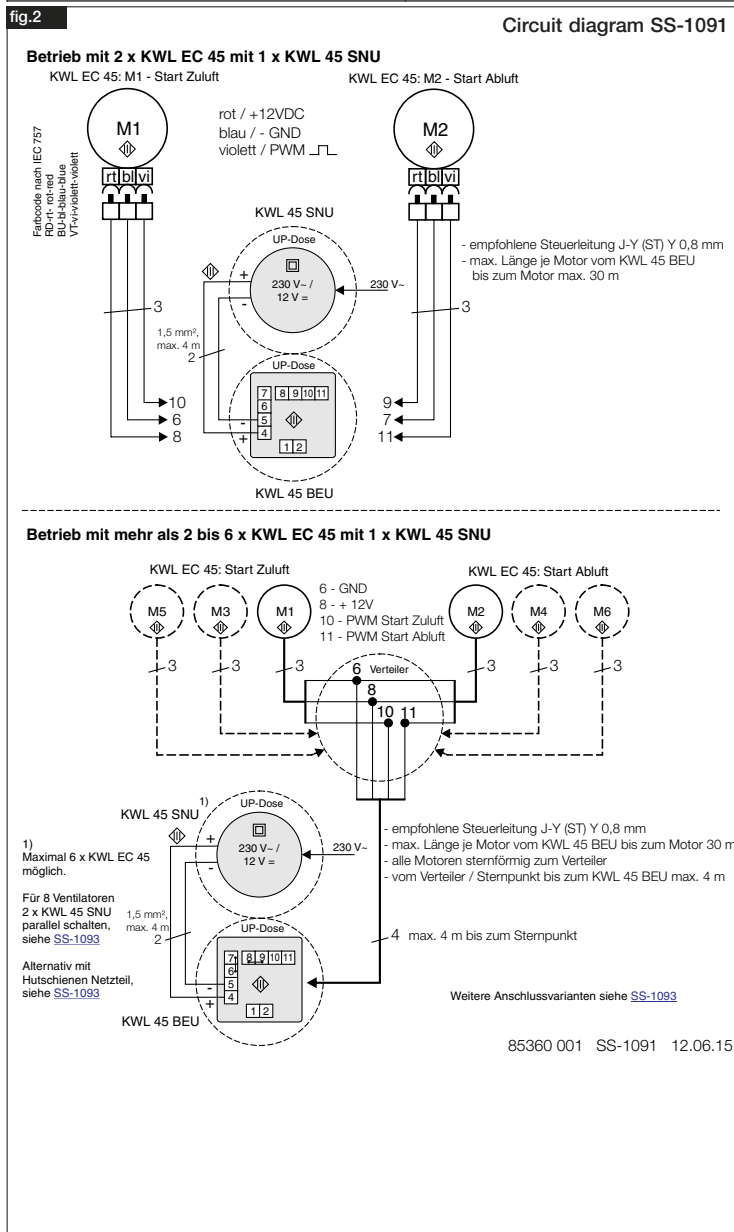 fig.2
Circuit diagram SS-1091
Betrieb mit 2 x KWL EC 45 mit 1 x KWL 45 SNU
KWL EC 45: M1 - Start Zuluft
KWL EC 45: M2 - Start Abluft
M1
rt bl vi
Farbcode nach IEC 757
RD-rt- rot-red
BU-bl-blau-blue
VT-vi-violett-violett
rot / +12VDC
blau / - GND
violett / PWM
M2
rt bl vi
KWL 45 SNU
UP-Dose
230 V~ /
12 V =
+
-
230 V~
- empfohlene Steuerleitung J-Y (ST) Y 0,8 mm
- max. Länge je Motor vom KWL 45 BEU
bis zum Motor max. 30 m
3
3
1,5 mm²,
max. 4 m
2
UP-Dose
7 8 9 10 11
6
5
4
1 2
-
+
10
6
8
9
7
11
KWL 45 BEU
Betrieb mit mehr als 2 bis 6 x KWL EC 45 mit 1 x KWL 45 SNU
KWL EC 45: Start Zuluft
KWL EC 45: Start Abluft
6 - GND
8 - + 12V
10 - PWM Start Zuluft
11 - PWM Start Abluft
M5 M3 M1 M2 M4 M6
3 3 3 3 3 3
6 Verteiler
8
10 11
1)
Maximal 6 x KWL EC 45
möglich.
Für 8 Ventilatoren
2 x KWL 45 SNU
parallel schalten,
siehe SS-1093
Alternativ mit
Hutschienen Netzteil,
siehe SS-1093
KWL 45 SNU 1)
UP-Dose
230 V~ /
12 V =
+
-
230 V~
- empfohlene Steuerleitung J-Y (ST) Y 0,8 mm
- max. Länge je Motor vom KWL 45 BEU bis zum Motor 30 m
- alle Motoren sternförmig zum Verteiler
- vom Verteiler / Sternpunkt bis zum KWL 45 BEU max. 4 m
1,5 mm²,
max. 4 m
2
UP-Dose
7 8 9 10 11
6
5
4
1 2
-
+
KWL 45 BEU
4 max. 4 m bis zum Sternpunkt
Weitere Anschlussvarianten siehe SS-1093
85360 001 SS-1091 12.06.15